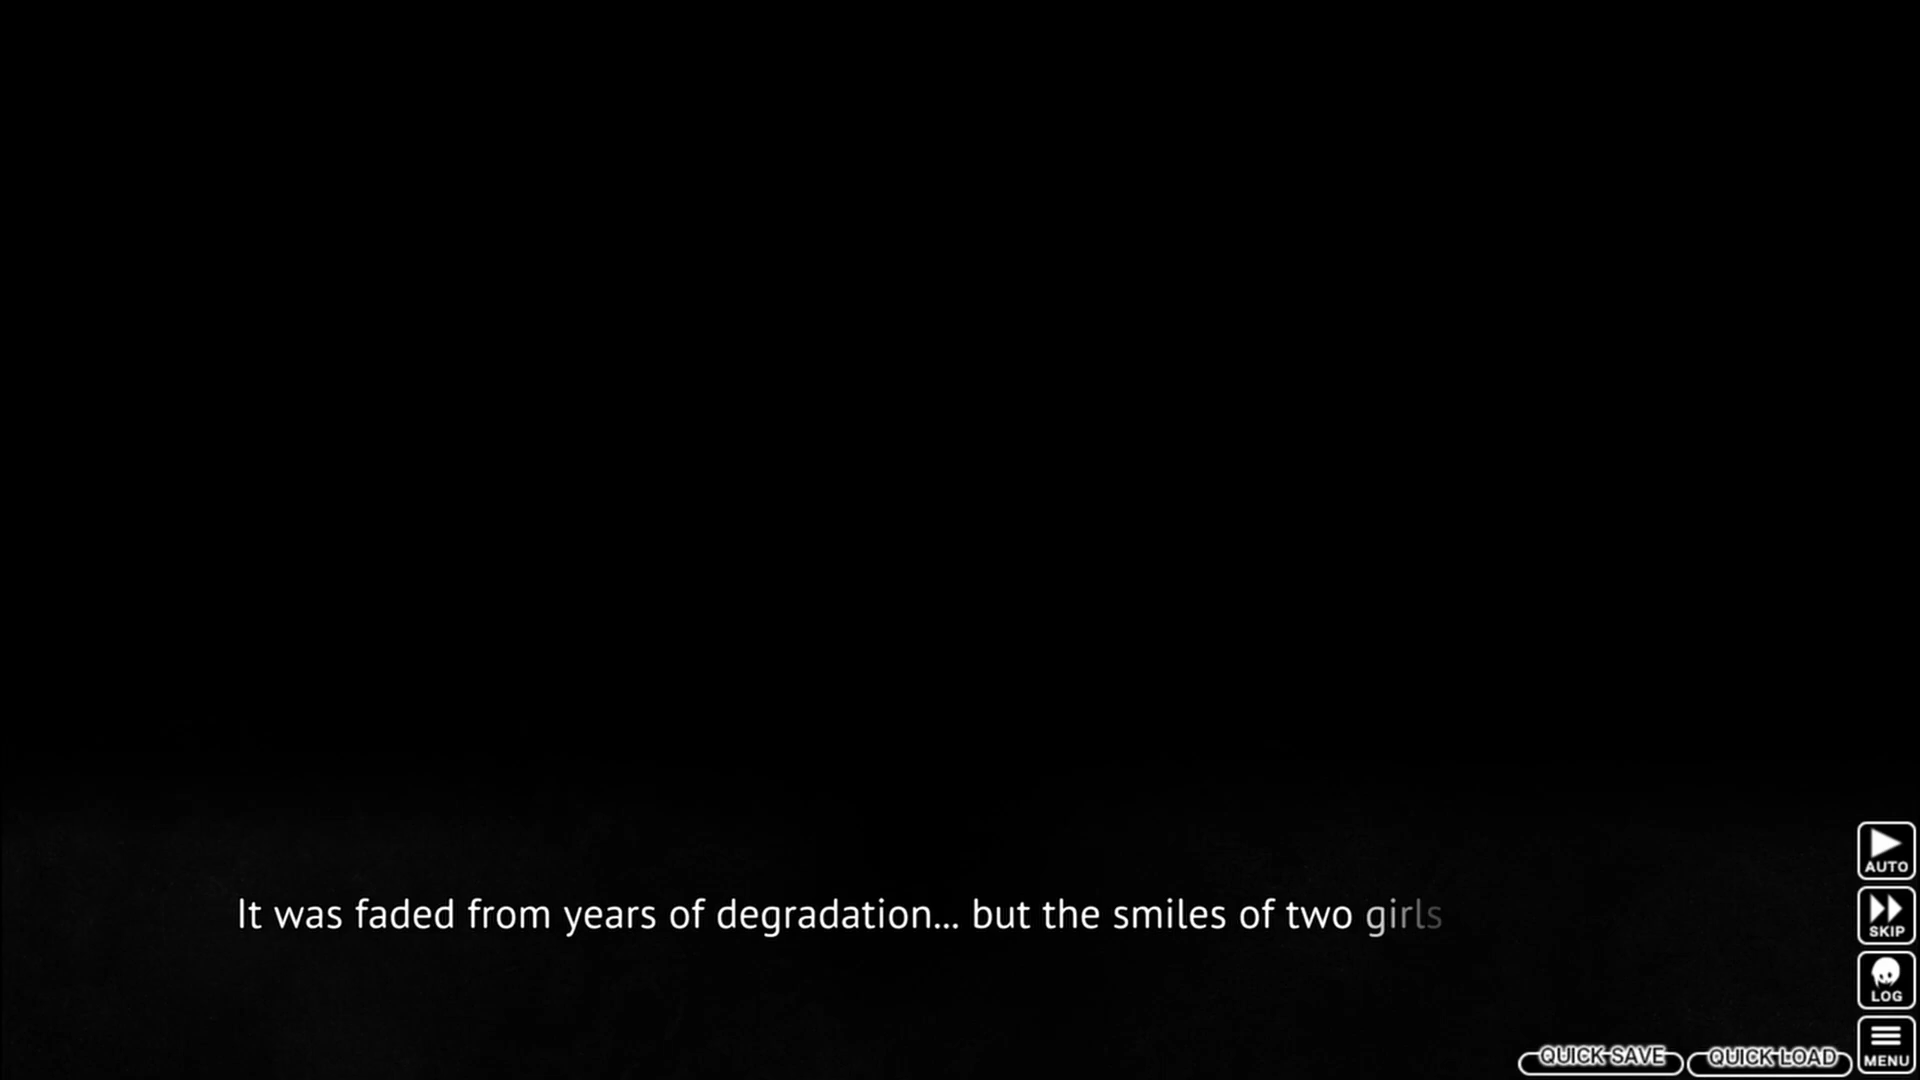 It was faded from years of degradation... but the smiles of two girls
AUTO
SKIP
LOG
MENU
QUICK SAVE
QUICK LOAD